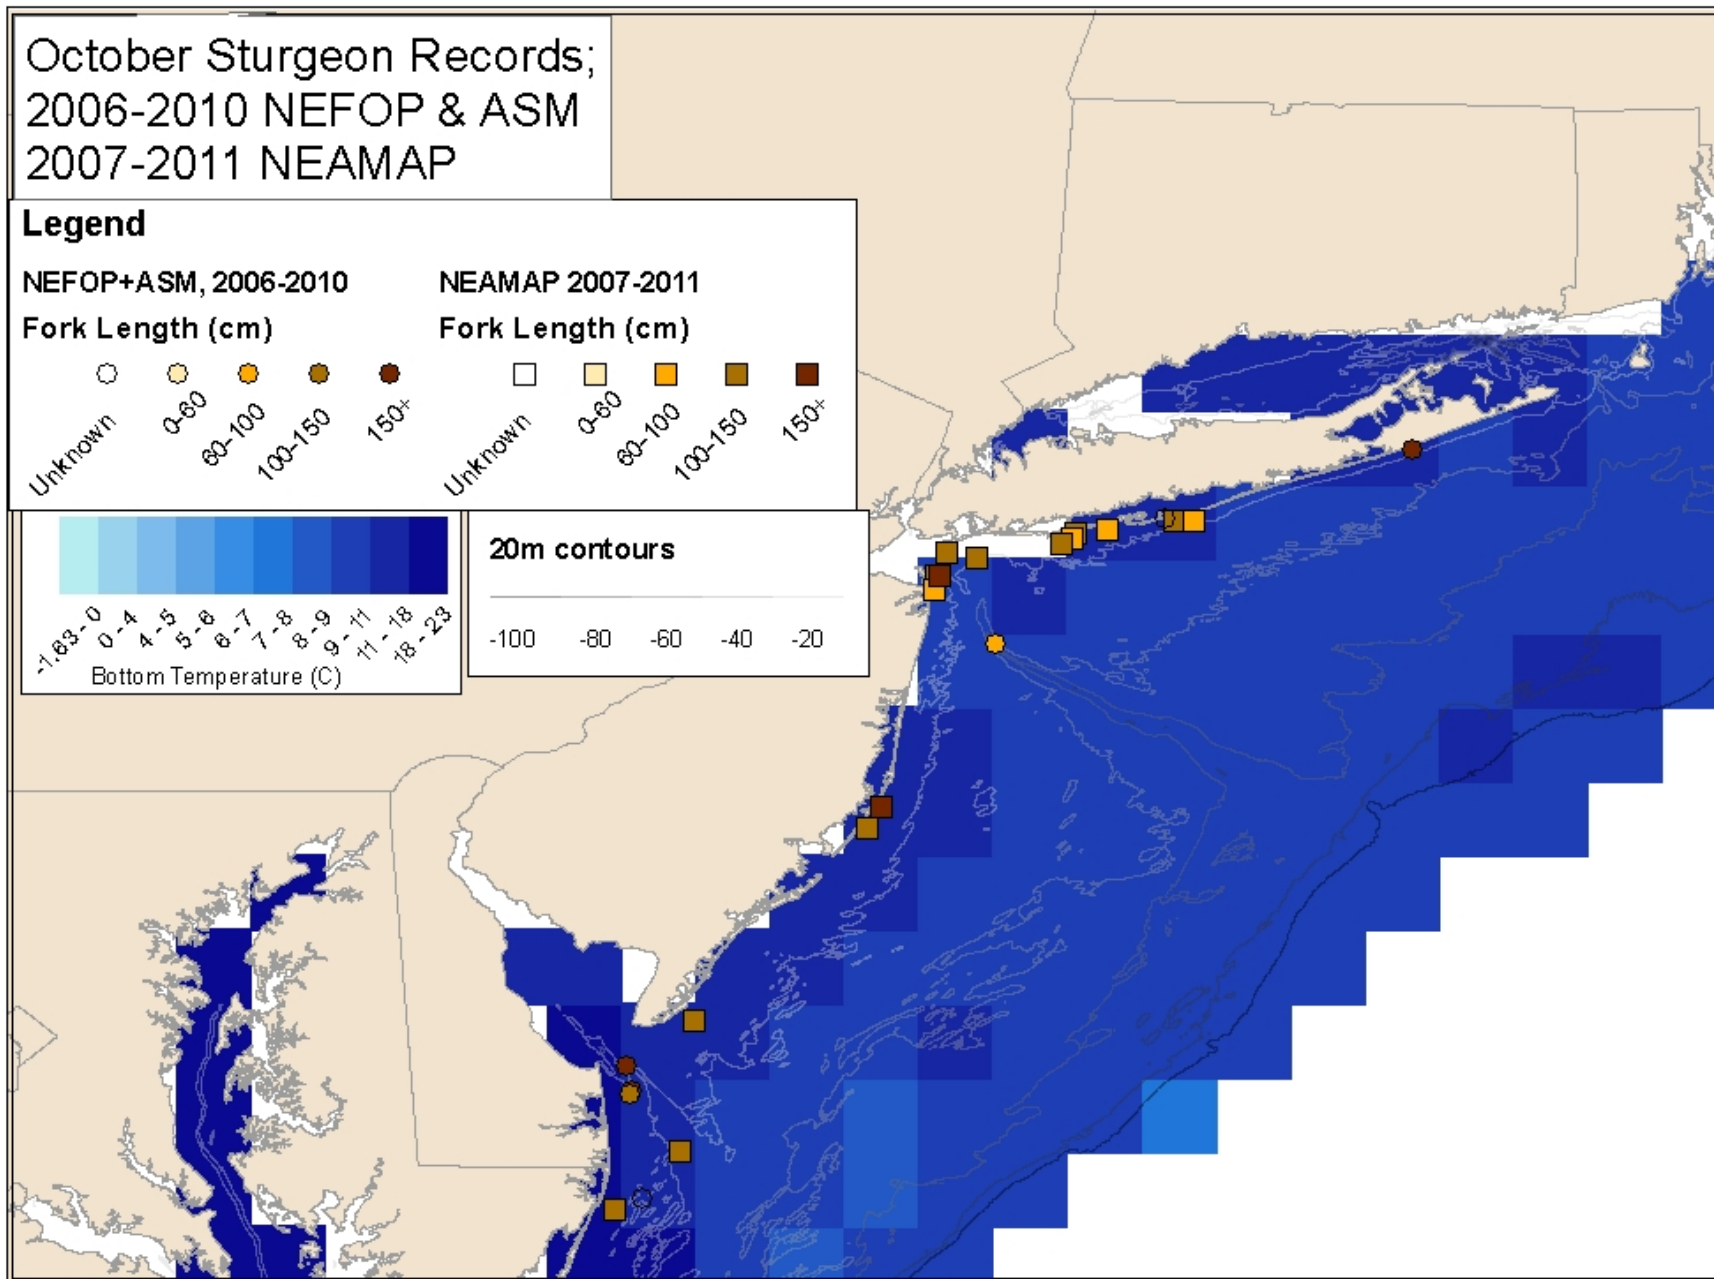 October Sturgeon Records;
2006-2010 NEFOP & ASM
2007-2011 NEAMAP
Legend
NEFOP+ASM, 2006-2010
Fork Length (cm)
Unknown
0-60
60-100
100-150
150+
NEAMAP 2007-2011
Fork Length (cm)
Unknown
0-60
60-100
100-150
150+
-1.63 - 0
0 - 4
4 - 5
5 - 6
6 - 7
7 - 8
8 - 9
9 - 11
11 - 18
18 - 23
Bottom Temperature (C)
20m contours
-100 -80 -60 -40 -20